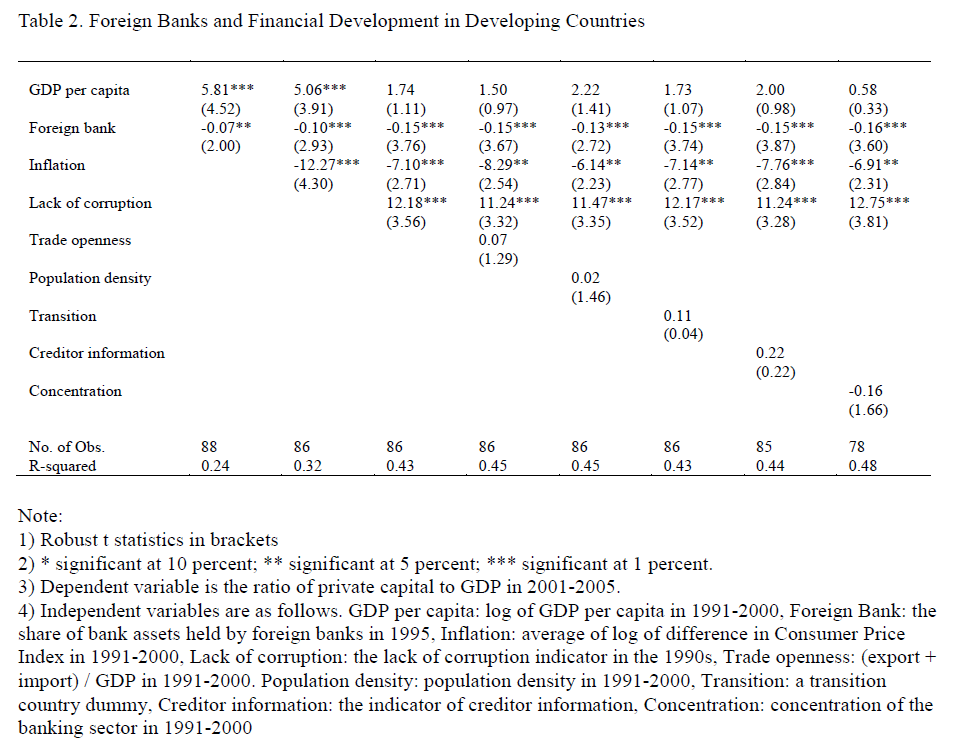 Table 2. Foreign Banks and Financial Development in Developing Countries
GDP per capita 5.81*** 5.06*** 1.74 1.50 2.22 1.73 2.00 0.58
(4.52) (3.91) (1.11) (0.97) (1.41) (1.07) (0.98) (0.33)
Foreign bank -0.07** -0.10*** -0.15*** -0.15*** -0.13*** -0.15*** -0.15*** -0.16***
(2.00) (2.93) (3.76) (3.67) (2.72) (3.74) (3.87) (3.60)
Inflation -12.27*** -7.10*** -8.29** -6.14** -7.14** -7.76*** -6.91**
(4.30) (2.71) (2.54) (2.23) (2.77) (2.84) (2.31)
Lack of corruption 12.18*** 11.24*** 11.47*** 12.17*** 11.24*** 12.75***
(3.56) (3.32) (3.35) (3.52) (3.28) (3.81)
Trade openness 0.07
(1.29)
Population density 0.02
(1.46)
Transition 0.11
(0.04)
Creditor information 0.22
(0.22)
Concentration -0.16
(1.66)
No. of Obs. 88 86 86 86 86 86 85 78
R-squared 0.24 0.32 0.43 0.45 0.45 0.43 0.44 0.48
Note:
1) Robust t statistics in brackets
2) * significant at 10 percent; ** significant at 5 percent; *** significant at 1 percent.
3) Dependent variable is the ratio of private capital to GDP in 2001-2005.
4) Independent variables are as follows. GDP per capita: log of GDP per capita in 1991-2000, Foreign Bank: the
share of bank assets held by foreign banks in 1995, Inflation: average of log of difference in Consumer Price
Index in 1991-2000, Lack of corruption: the lack of corruption indicator in the 1990s, Trade openness: (export +
import) / GDP in 1991-2000. Population density: population density in 1991-2000, Transition: a transition
country dummy, Creditor information: the indicator of creditor information, Concentration: concentration of the
banking sector in 1991-2000